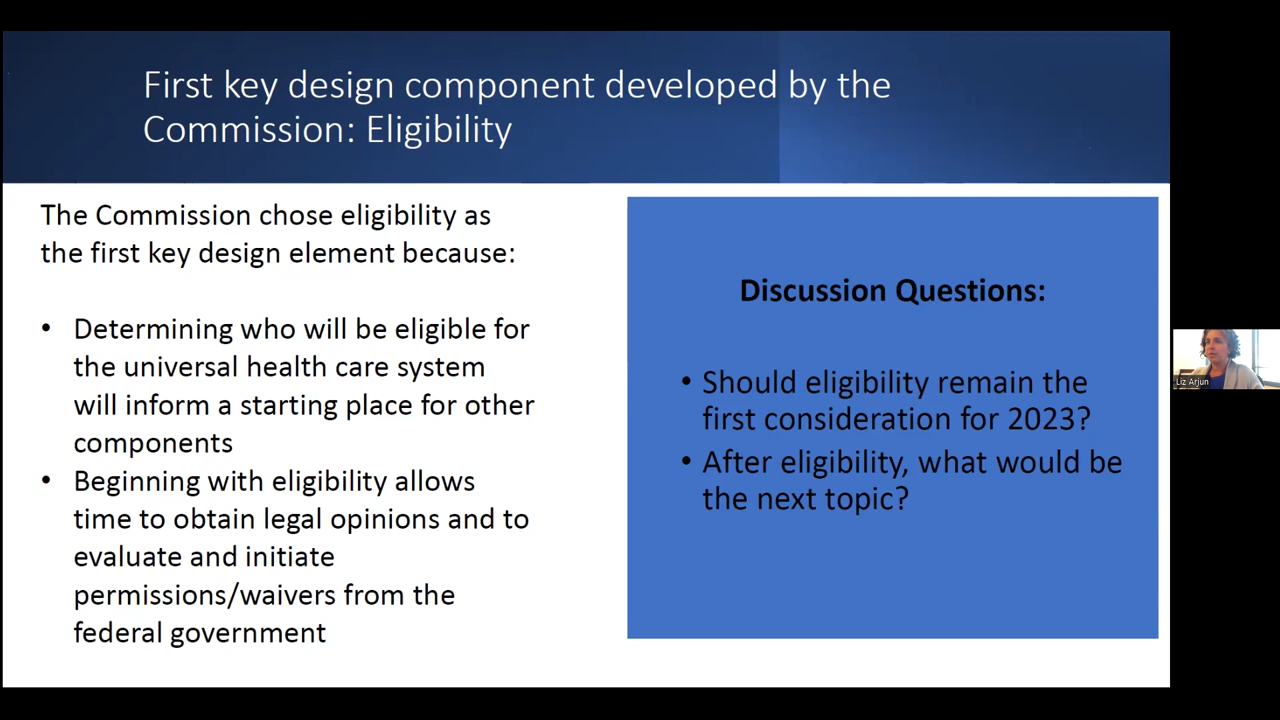 First key design component developed by the
Commission: Eligibility
The Commission chose eligibility as
the first key design element because:
• Determining who will be eligible for
the universal health care system
will inform a starting place for other
components
• Beginning with eligibility allows
time to obtain legal opinions and to
evaluate and initiate
permissions/waivers from the
federal government
Discussion Questions:
• Should eligibility remain the
first consideration for 2023?
• After eligibility, what would be
the next topic?
Liz Arjun